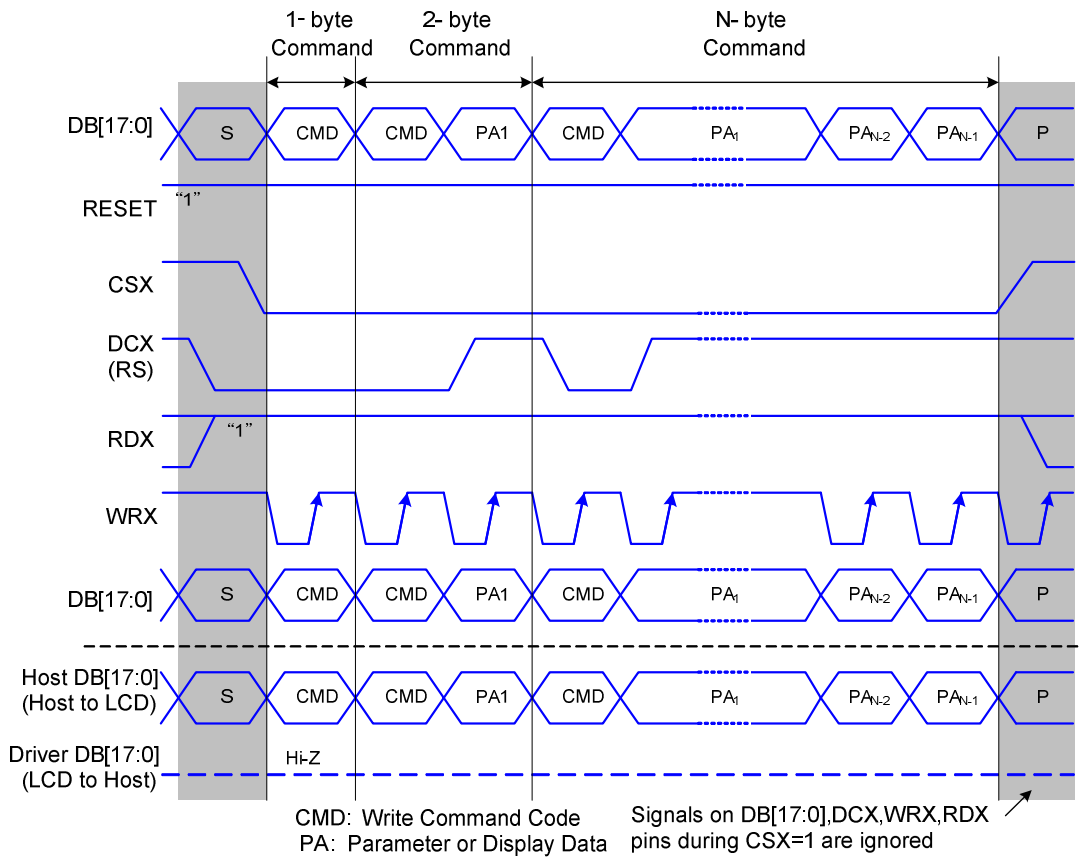 1- byte
Command
2- byte
Command
N- byte
Command
DB[17:0]
S
CMD
CMD
PA1
CMD
PA1
PAN-2
PAN-1
P
RESET
“1”
CSX
DCX
(RS)
RDX
“1”
WRX
DB[17:0]
S
CMD
CMD
PA1
CMD
PA1
PAN-2
PAN-1
P
Host DB[17:0]
(Host to LCD)
S
CMD
CMD
PA1
CMD
PA1
PAN-2
PAN-1
P
Driver DB[17:0]
(LCD to Host)
Hi-Z
CMD: Write Command Code
PA: Parameter or Display Data
Signals on DB[17:0],DCX,WRX,RDX
pins during CSX=1 are ignored